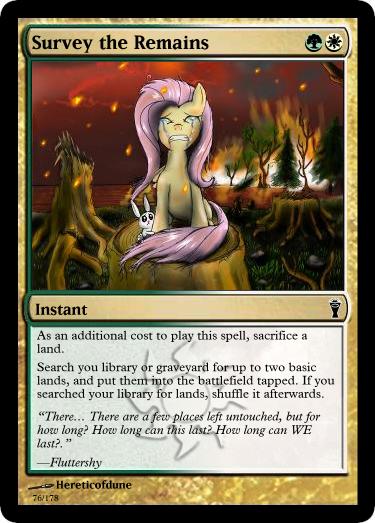 Survey the Remains
Instant
As an additional cost to play this spell, sacrifice a
land.
Search you library or graveyard for up to two basic
lands, and put them into the battlefield tapped. If you
searched your library for lands, shuffle it afterwards.
“There... There are a few places left untouched, but for
how long? How long can this last? How long can WE
last?.”
—Fluttershy
Hereticofdune
76/178